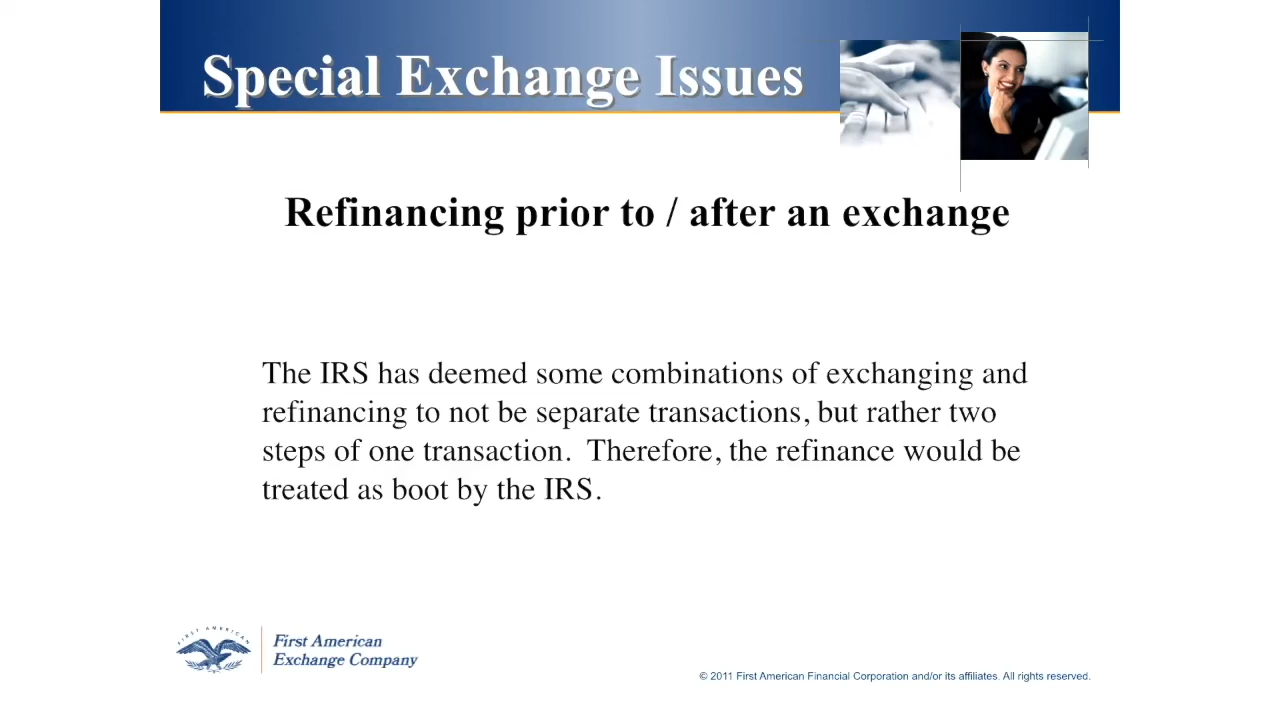 Special Exchange Issues
Refinancing prior to / after an exchange
The IRS has deemed some combinations of exchanging and
refinancing to not be separate transactions, but rather two
steps of one transaction.  Therefore, the refinance would be
treated as boot by the IRS.
FIRST AMERICAN
First American
Exchange Company
© 2011 First American Financial Corporation and/or its affiliates. All rights reserved.